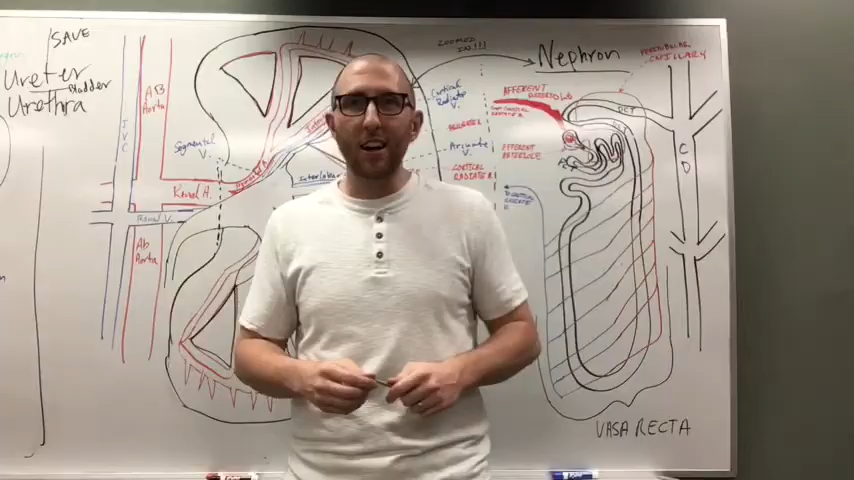 SAVE
Ureter
Bladder
Urethra
IVC
AB
Aorta
Segmental
V.
Renal A.
Renal V.
Ab
Aorta
Interlobar
ZOOMED
IN!!!
Cortical
Radiate
V.
Arcuate
V.
CORTICAL
RADIATE A
Nephron
PERITUBULAR
CAPILLARY
AFFERENT
ARTERIOLE
EFFERENT
ARTERIOLE
DCT
CD
VASA RECTA